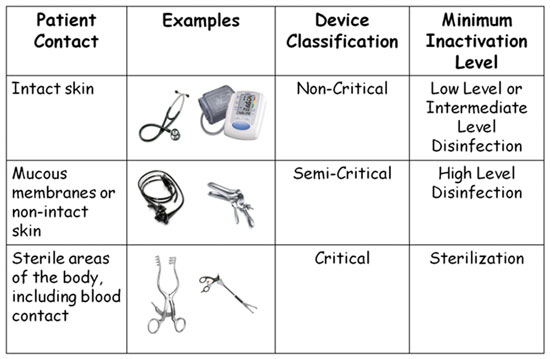 Patient
Contact
Examples
Device
Classification
Minimum
Inactivation
Level
Intact skin
Non-Critical
Low Level or
Intermediate
Level
Disinfection
Mucous
membranes or
non-intact
skin
Semi-Critical
High Level
Disinfection
Sterile areas
of the body,
including blood
contact
Critical
Sterilization